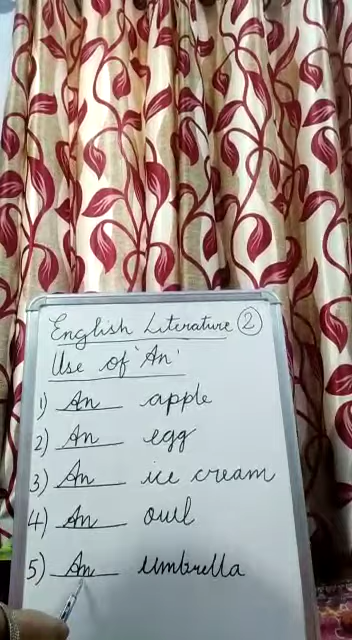 English Literature 2
Use of 'An'
1) An apple
2) An egg
3) An ice cream
4) An owl
5) An umbrella